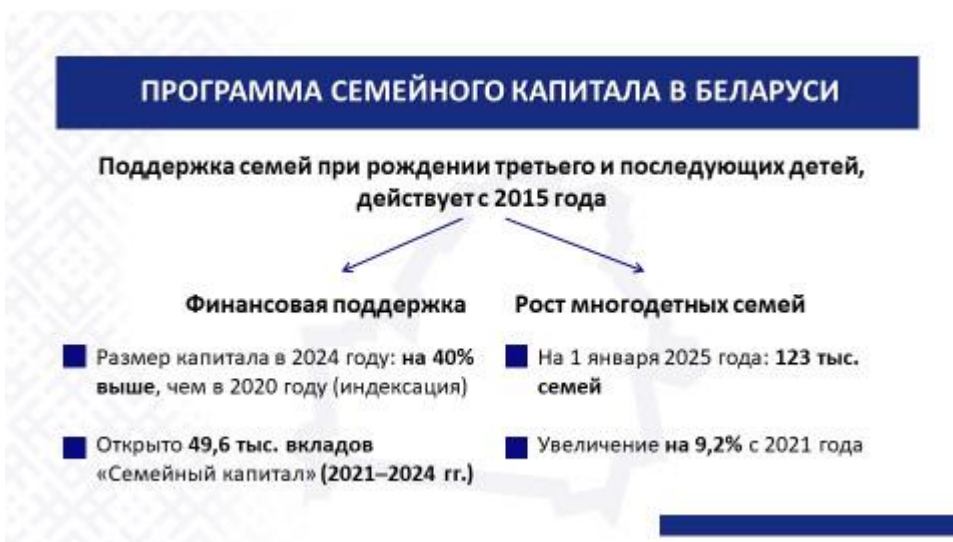 ПРОГРАММА СЕМЕЙНОГО КАПИТАЛА В БЕЛАРУСИ
Поддержка семей при рождении третьего и последующих детей,
действует с 2015 года
Финансовая поддержка
Размер капитала в 2024 году: на 40%
выше, чем в 2020 году (индексация)
Открыто 49,6 тыс. вкладов
«Семейный капитал» (2021–2024 гг.)
Рост многодетных семей
На 1 января 2025 года: 123 тыс.
семей
Увеличение на 9,2% с 2021 года